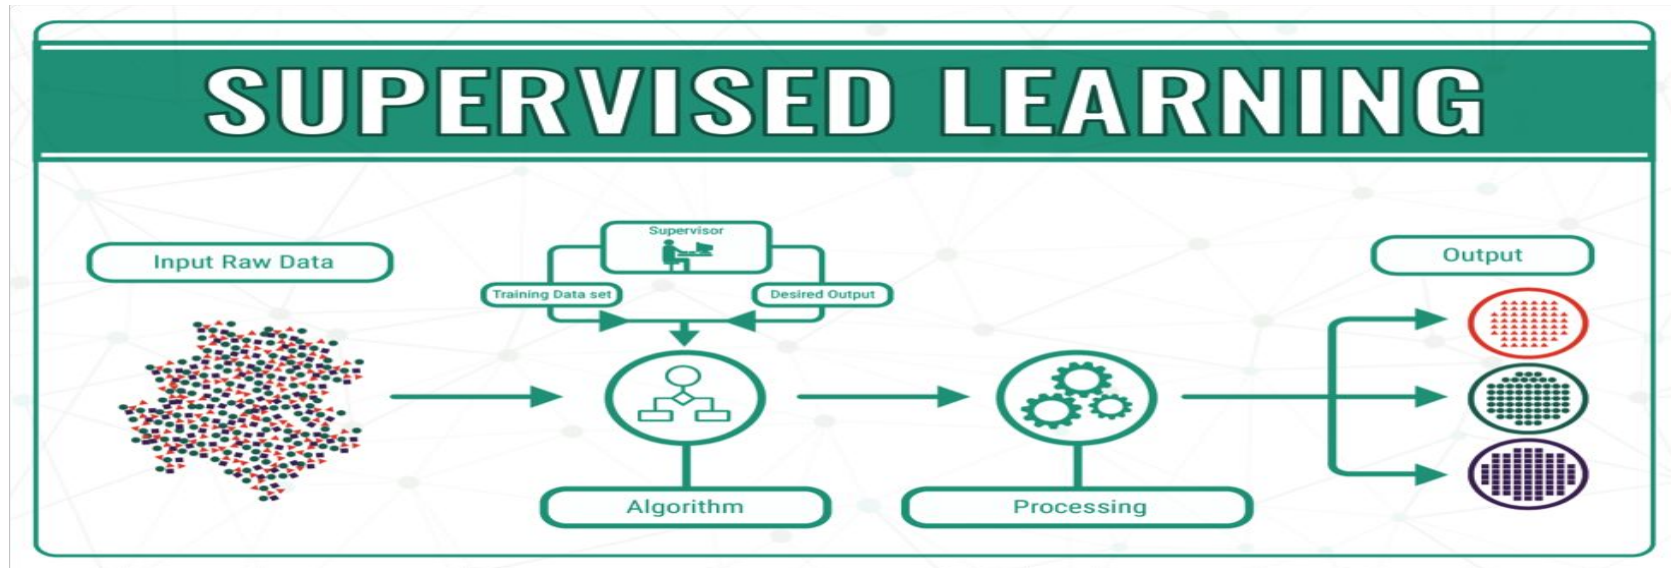 SUPERVISED LEARNING
Input Raw Data
Supervisor
Training Data set
Desired Output
Algorithm
Processing
Output